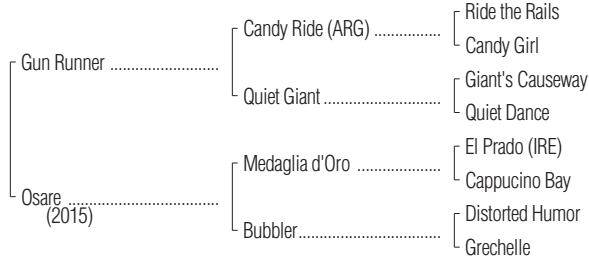 Ride the Rails
Candy Ride (ARG) ..................
Candy Girl
Gun Runner .............................
Giant's Causeway
Quiet Giant ................................
Quiet Dance
El Prado (IRE)
Medaglia d'Oro .......................
Cappucino Bay
Osare ........................................
(2015)
Distorted Humor
Bubbler.......................................
Grechelle